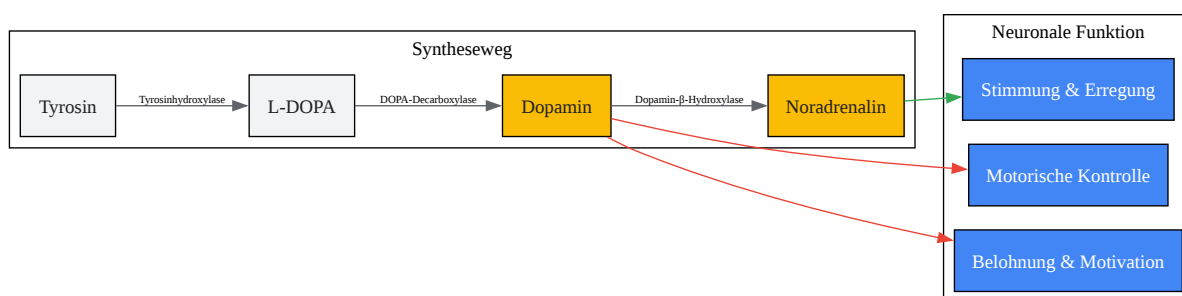 Syntheseweg
Tyrosin
Tyrosinhydroxylase
L-DOPA
DOPA-Decarboxylase
Dopamin
Dopamin-β-Hydroxylase
Noradrenalin
Neuronale Funktion
Stimmung & Erregung
Motorische Kontrolle
Belohnung & Motivation